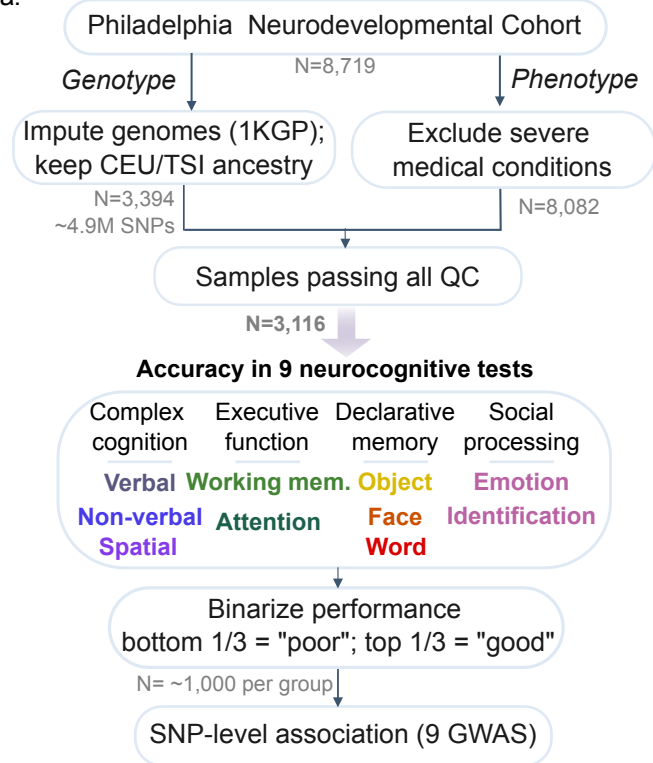 a.
Philadelphia Neurodevelopmental Cohort
N=8,719
Genotype
Phenotype
Impute genomes (1KGP);
keep CEU/TSI ancestry
Exclude severe
medical conditions
N=3,394
~4.9M SNPs
N=8,082
Samples passing all QC
N=3,116
Accuracy in 9 neurocognitive tests
Complex
cognition
Executive
function
Declarative
memory
Social
processing
Verbal
Non-verbal
Spatial
Working mem.
Attention
Object
Face
Word
Emotion
Identification
Binarize performance
bottom 1/3 = "poor"; top 1/3 = "good"
N= ~1,000 per group
SNP-level association (9 GWAS)